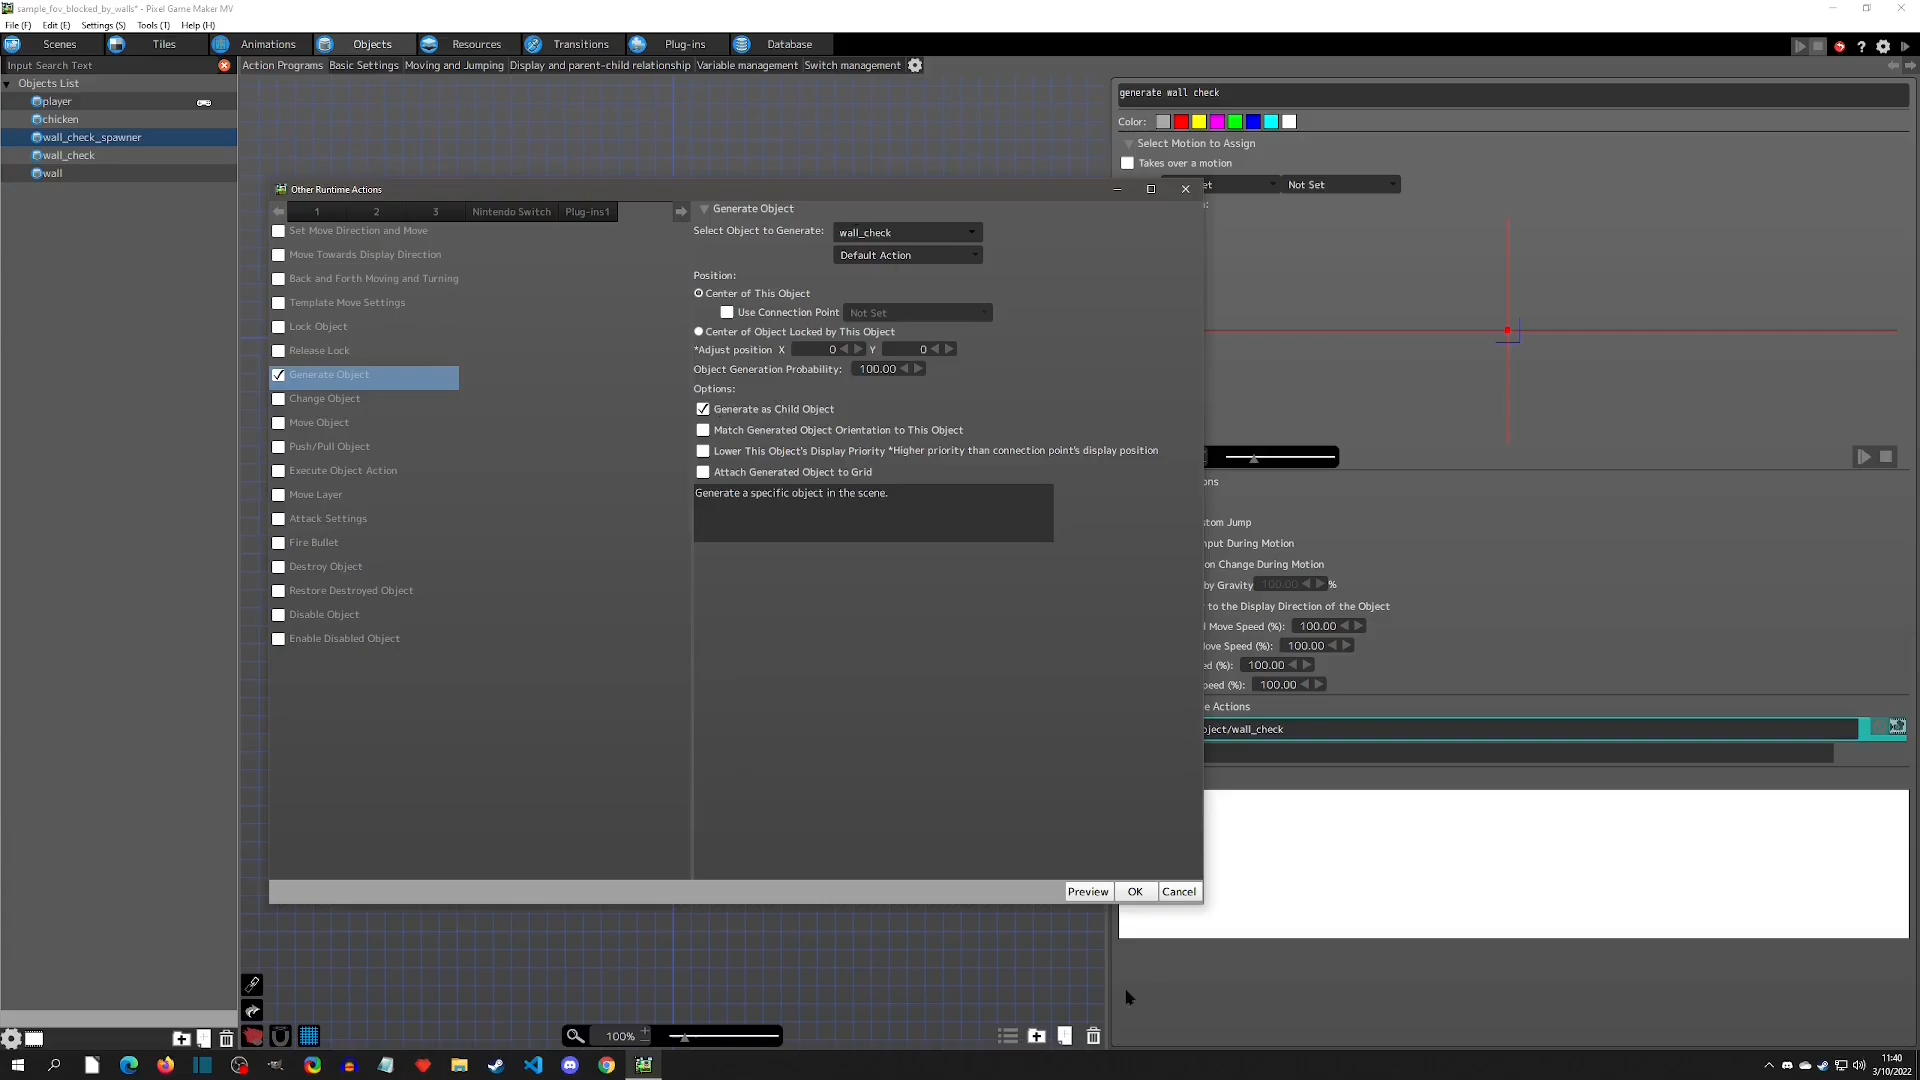 sample_fov_blocked_by_walls* - Pixel Game Maker MV
File (F) Edit (E) Settings (S) Tools (T) Help (H)
Scenes Tiles Animations Objects Resources Transitions Plug-ins Database
Input Search Text
Action Programs Basic Settings Moving and Jumping Display and parent-child relationship Variable management Switch management
Objects List
player
chicken
wall_check_spawner
wall_check
wall
generate wall check
Color:
Select Motion to Assign
Takes over a motion
et Not Set
Other Runtime Actions
1 2 3 Nintendo Switch Plug-ins1
Set Move Direction and Move
Move Towards Display Direction
Back and Forth Moving and Turning
Template Move Settings
Lock Object
Release Lock
Generate Object
Change Object
Move Object
Push/Pull Object
Execute Object Action
Move Layer
Attack Settings
Fire Bullet
Destroy Object
Restore Destroyed Object
Disable Object
Enable Disabled Object
Generate Object
Select Object to Generate: wall_check
Default Action
Position:
Center of This Object
Use Connection Point Not Set
Center of Object Locked by This Object
*Adjust position X 0 Y 0
Object Generation Probability: 100.00
Options:
Generate as Child Object
Match Generated Object Orientation to This Object
Lower This Object's Display Priority *Higher priority than connection point's display position
Attach Generated Object to Grid
Generate a specific object in the scene.
Preview OK Cancel
ons
tom Jump
nput During Motion
on Change During Motion
by Gravity 100.00 %
to the Display Direction of the Object
l Move Speed (%): 100.00
ove Speed (%): 100.00
ed (%): 100.00
peed (%): 100.00
e Actions
bject/wall_check
100%
11:40
3/10/2022